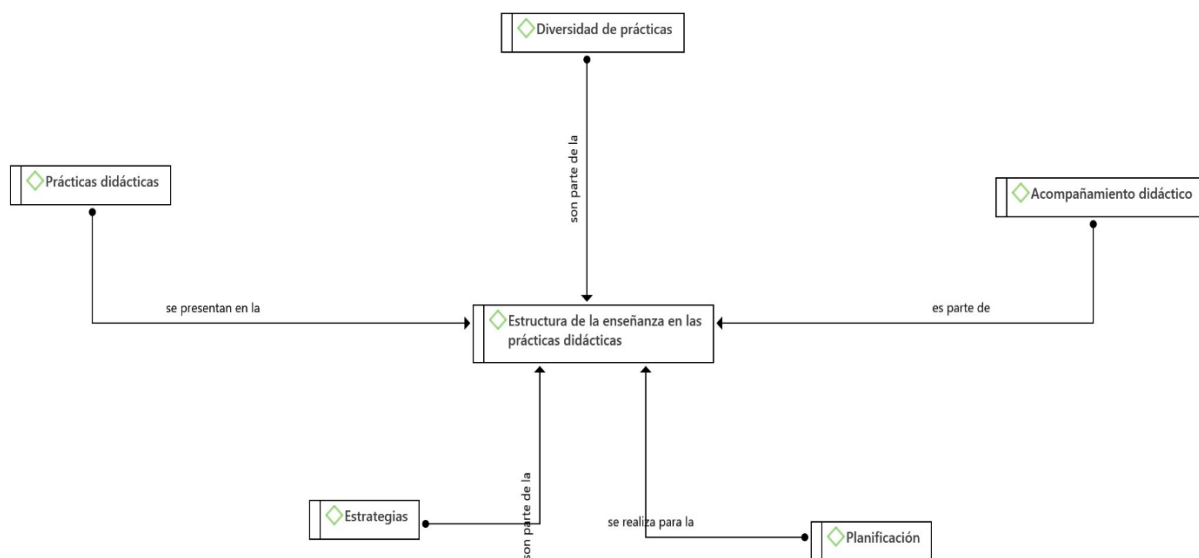 Diversidad de prácticas
son parte de la
Prácticas didácticas
Acompañamiento didáctico
se presentan en la
es parte de
Estructura de la enseñanza en las
prácticas didácticas
son parte de la
Estrategias
se realiza para la
Planificación